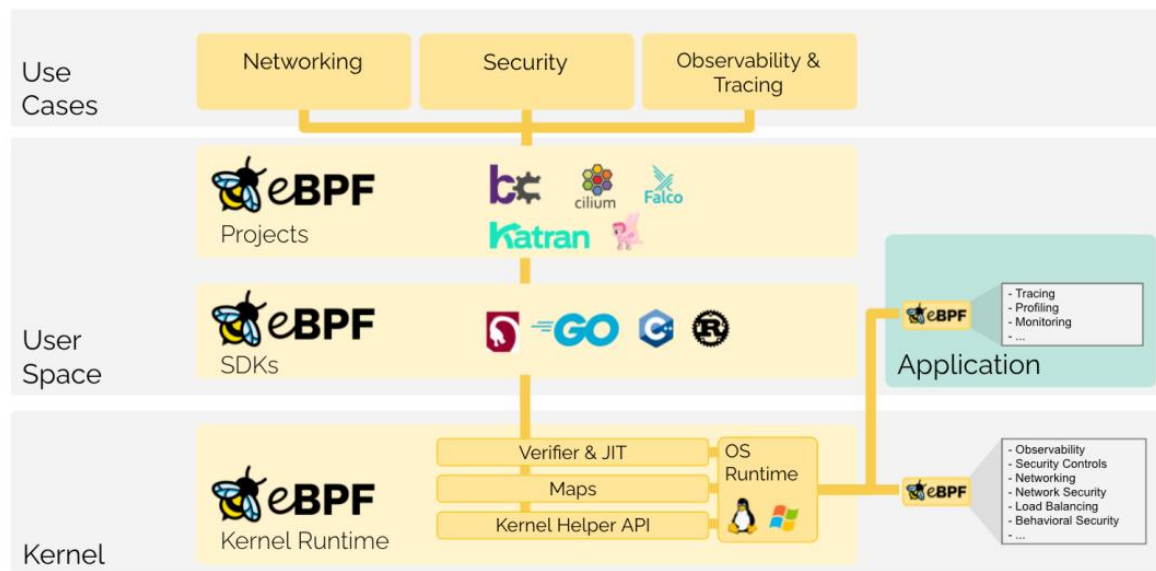 Use
Cases
Networking
Security
Observability &
Tracing
eBPF
Projects
bc
cilium
Falco
Katran
User
Space
eBPF
SDKs
GO
C++
R
eBPF
- Tracing
- Profiling
- Monitoring
- ...
Application
Kernel
eBPF
Kernel Runtime
Verifier & JIT
Maps
Kernel Helper API
OS
Runtime
eBPF
- Observability
- Security Controls
- Networking
- Network Security
- Load Balancing
- Behavioral Security
- ...